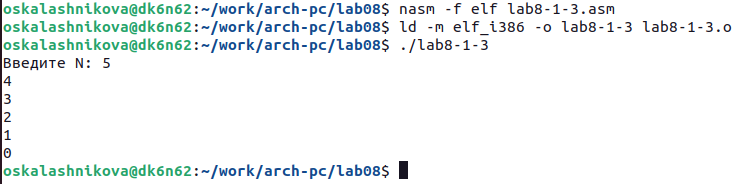 oskalashnikova@dk6n62:~/work/arch-pc/lab08$ nasm -f elf lab8-1-3.asm
oskalashnikova@dk6n62:~/work/arch-pc/lab08$ ld -m elf_i386 -o lab8-1-3 lab8-1-3.o
oskalashnikova@dk6n62:~/work/arch-pc/lab08$ ./lab8-1-3
Введите N: 5
4
3
2
1
0
oskalashnikova@dk6n62:~/work/arch-pc/lab08$